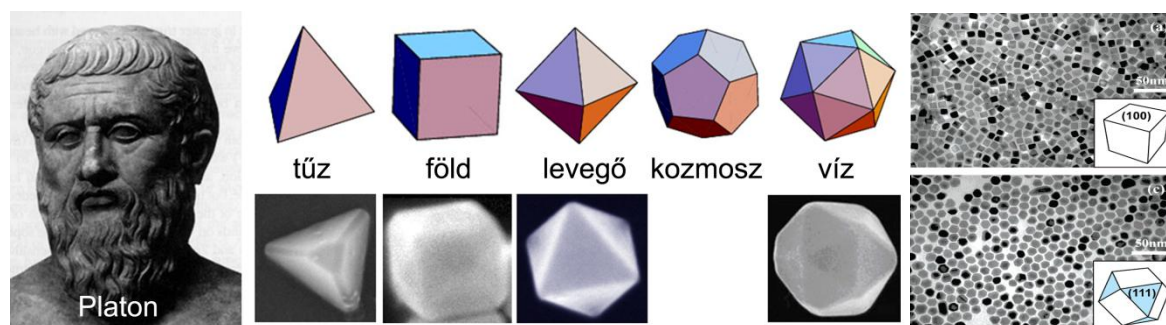 Platon
tűz
föld
levegő
kozmosz
víz
(a)
50nm
(100)
(c)
50nm
(111)